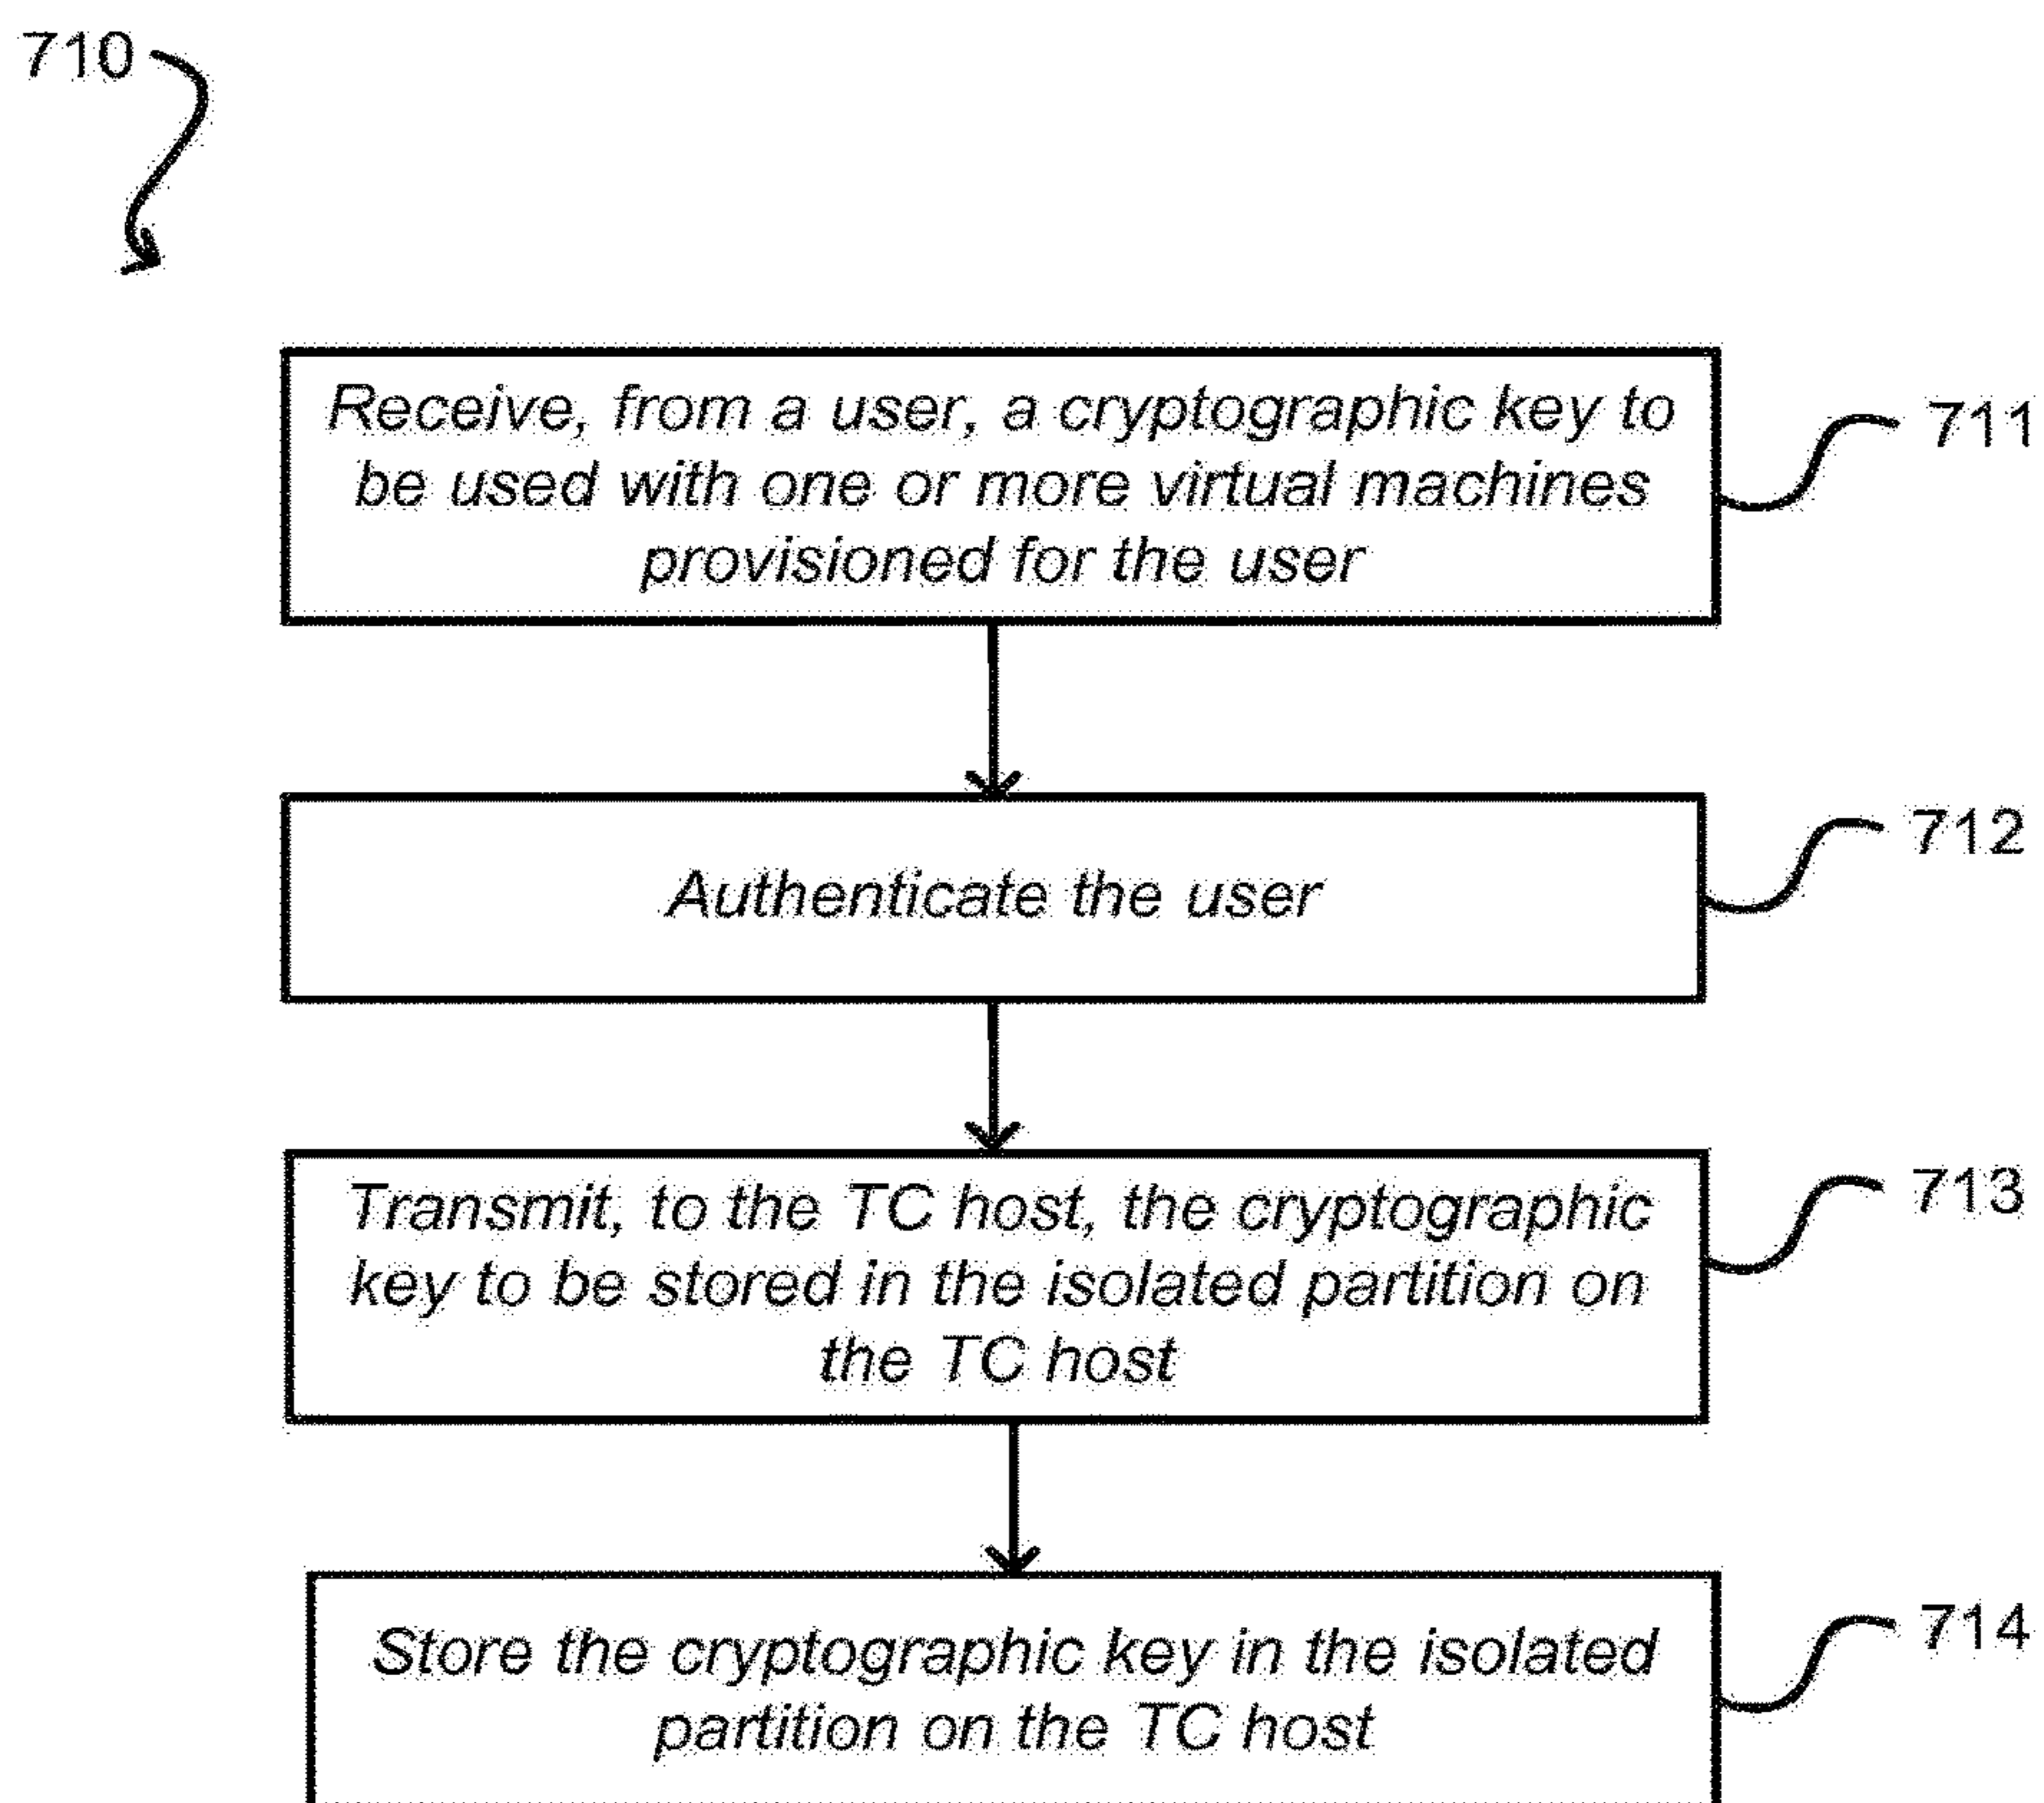 710
Receive, from a user, a cryptographic key to
be used with one or more virtual machines
provisioned for the user
711
Authenticate the user
712
Transmit, to the TC host, the cryptographic
key to be stored in the isolated partition on
the TC host
713
Store the cryptographic key in the isolated
partition on the TC host
714